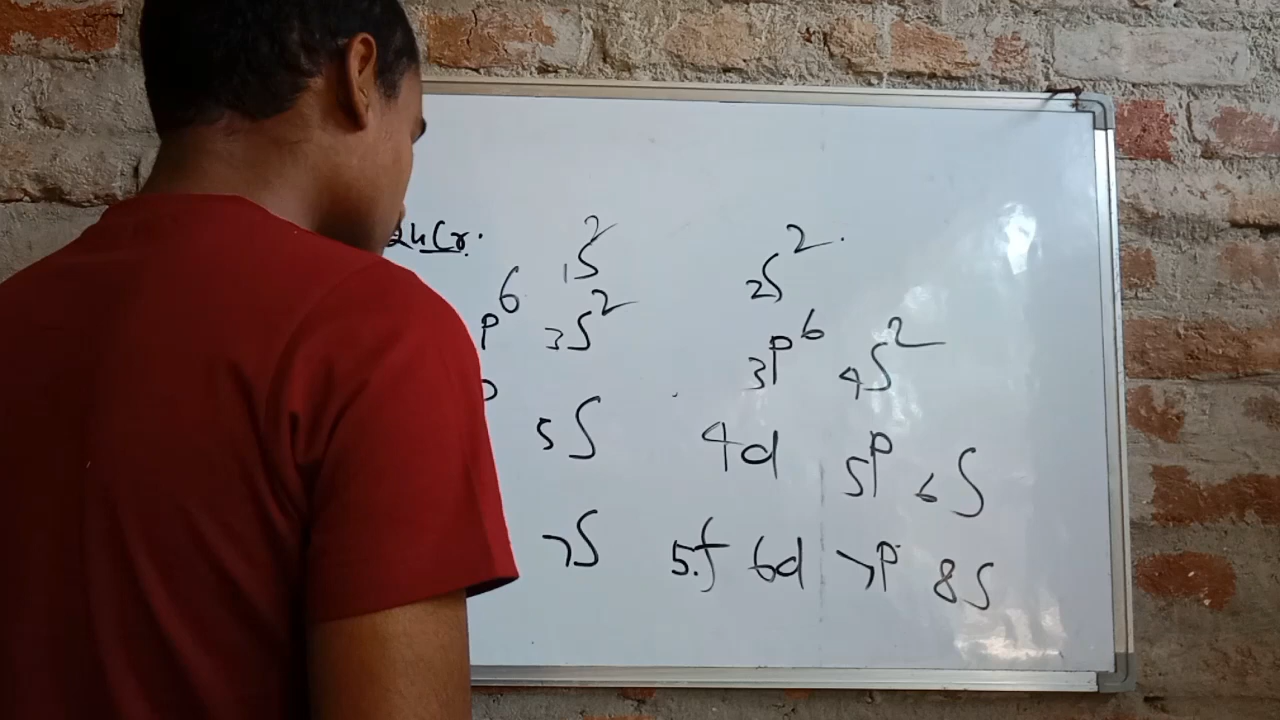 24Cr. 1S² 2S².
P⁶ 3S² 3P⁶ 4S²
5S 4d 5P 6S
7S 5f 6d 7P 8S